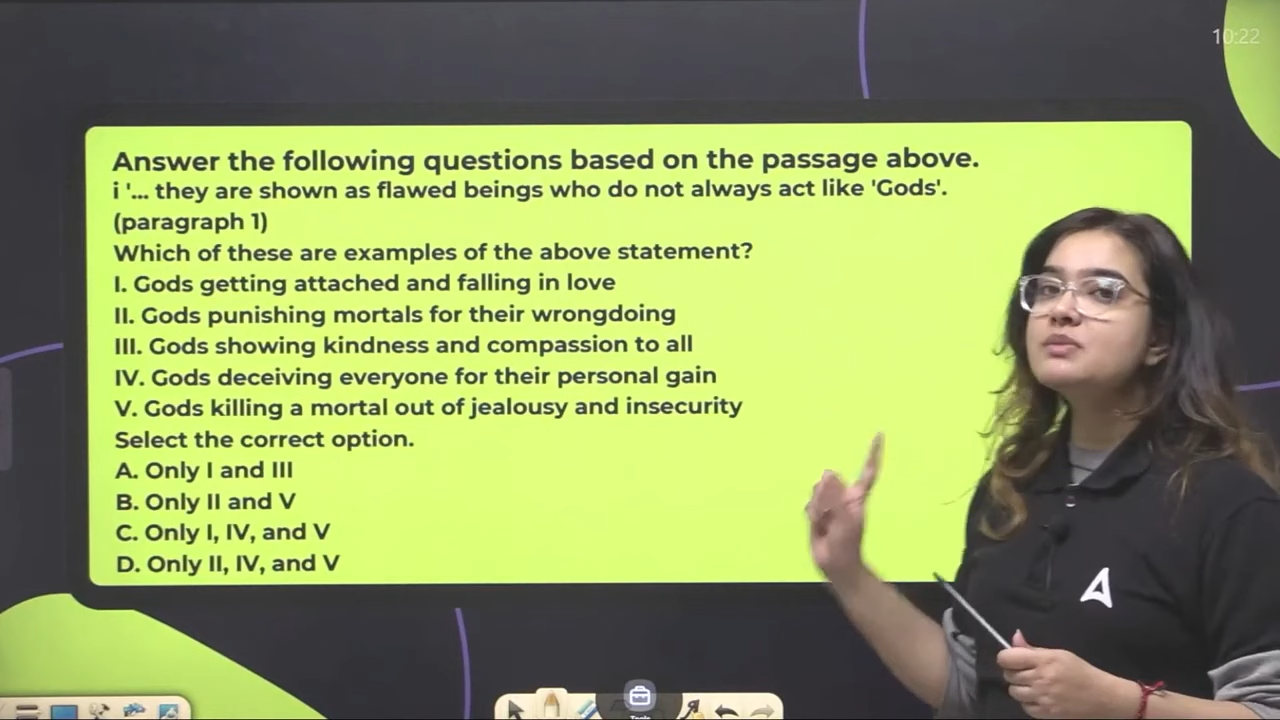 10:22
Answer the following questions based on the passage above.
i '... they are shown as flawed beings who do not always act like 'Gods'.
(paragraph 1)
Which of these are examples of the above statement?
I. Gods getting attached and falling in love
II. Gods punishing mortals for their wrongdoing
III. Gods showing kindness and compassion to all
IV. Gods deceiving everyone for their personal gain
V. Gods killing a mortal out of jealousy and insecurity
Select the correct option.
A. Only I and III
B. Only II and V
C. Only I, IV, and V
D. Only II, IV, and V
Tools